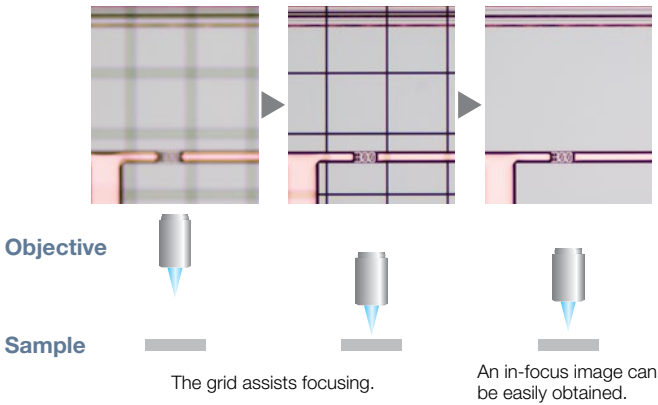 Objective
Sample
The grid assists focusing.
An in-focus image can
be easily obtained.